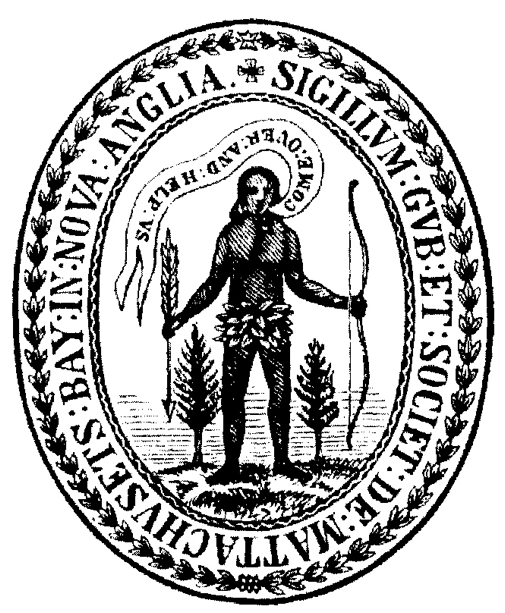 SIGILLVM : GVB : ET : SOCIET : DE : MATTACHVSETS : BAY : IN : NOVA : ANGLIA.
COME · OVER · AND · HELP · VS